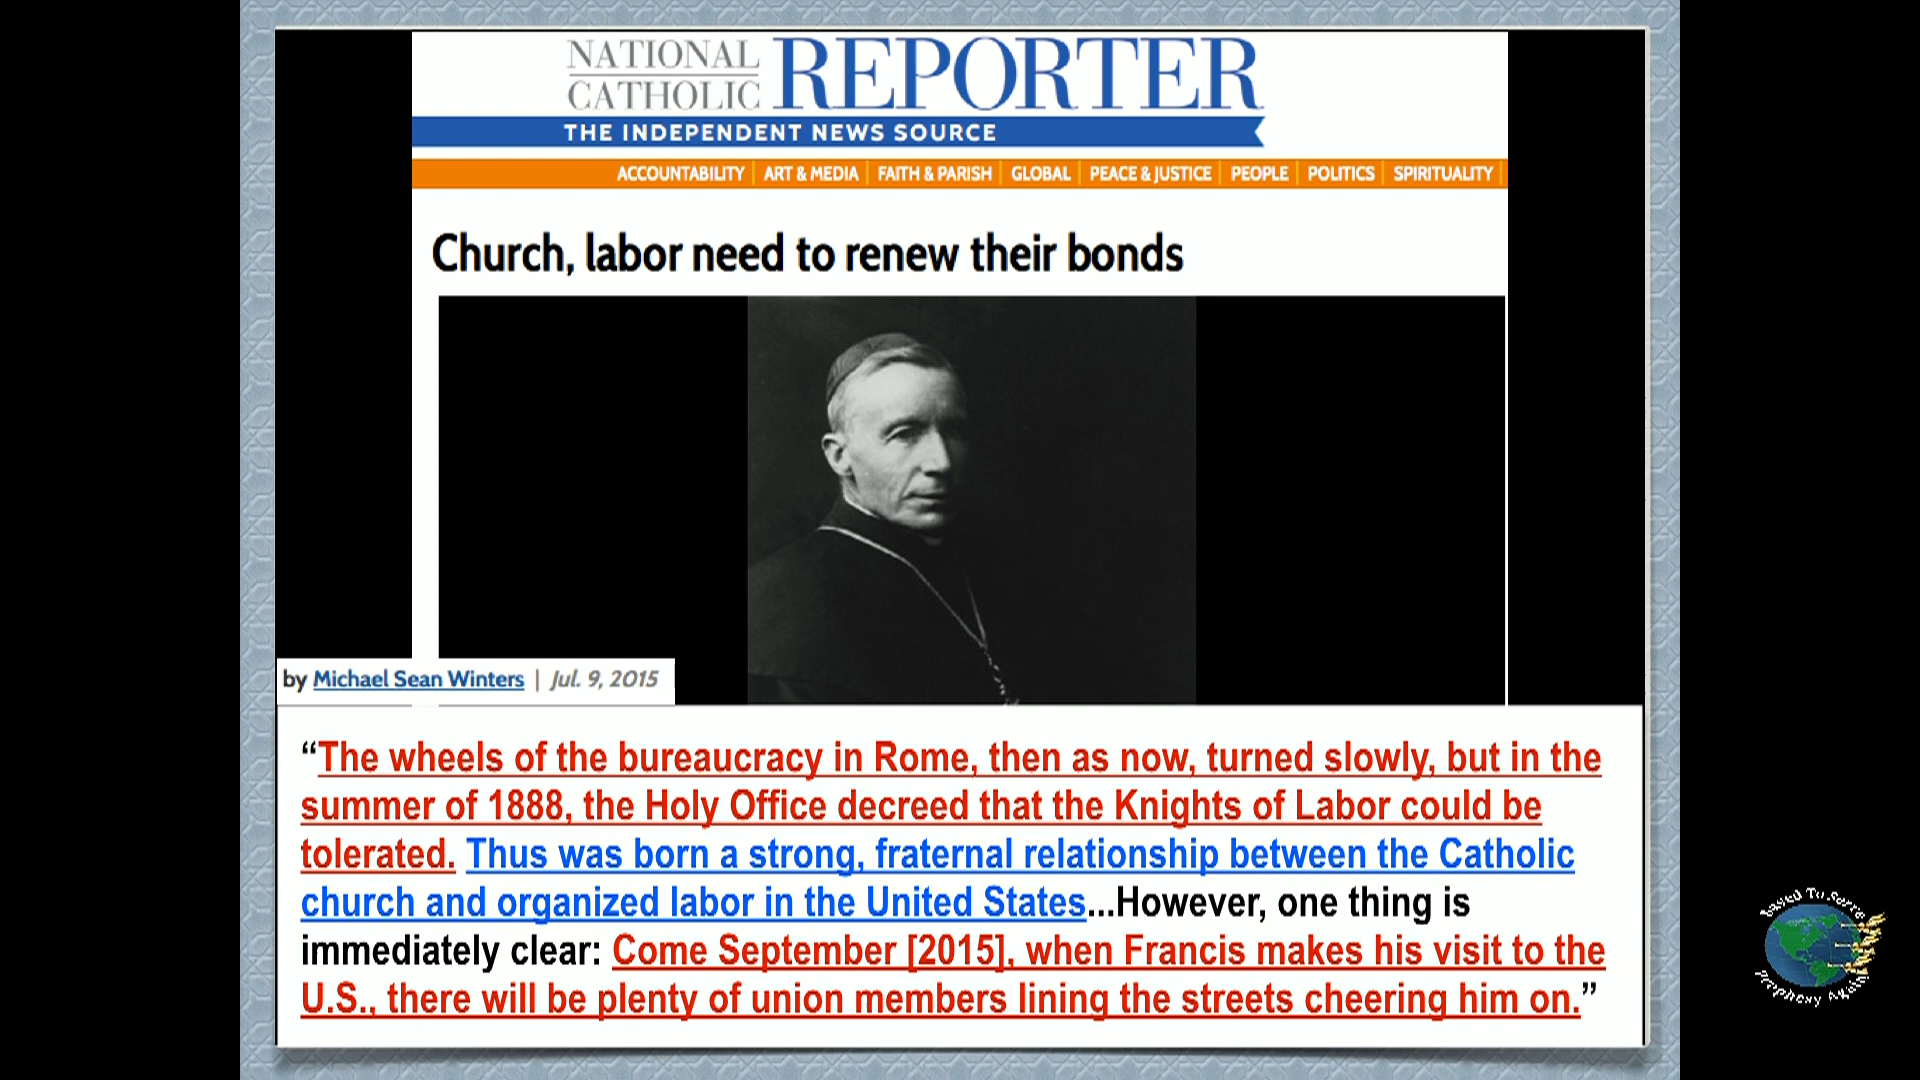 NATIONAL
CATHOLIC
REPORTER
THE INDEPENDENT NEWS SOURCE
ACCOUNTABILITY ART & MEDIA FAITH & PARISH GLOBAL PEACE & JUSTICE PEOPLE POLITICS SPIRITUALITY
Church, labor need to renew their bonds
by Michael Sean Winters | Jul. 9, 2015
“The wheels of the bureaucracy in Rome, then as now, turned slowly, but in the
summer of 1888, the Holy Office decreed that the Knights of Labor could be
tolerated. Thus was born a strong, fraternal relationship between the Catholic
church and organized labor in the United States...However, one thing is
immediately clear: Come September [2015], when Francis makes his visit to the
U.S., there will be plenty of union members lining the streets cheering him on.”
Saved To Serve
Prophesy Again